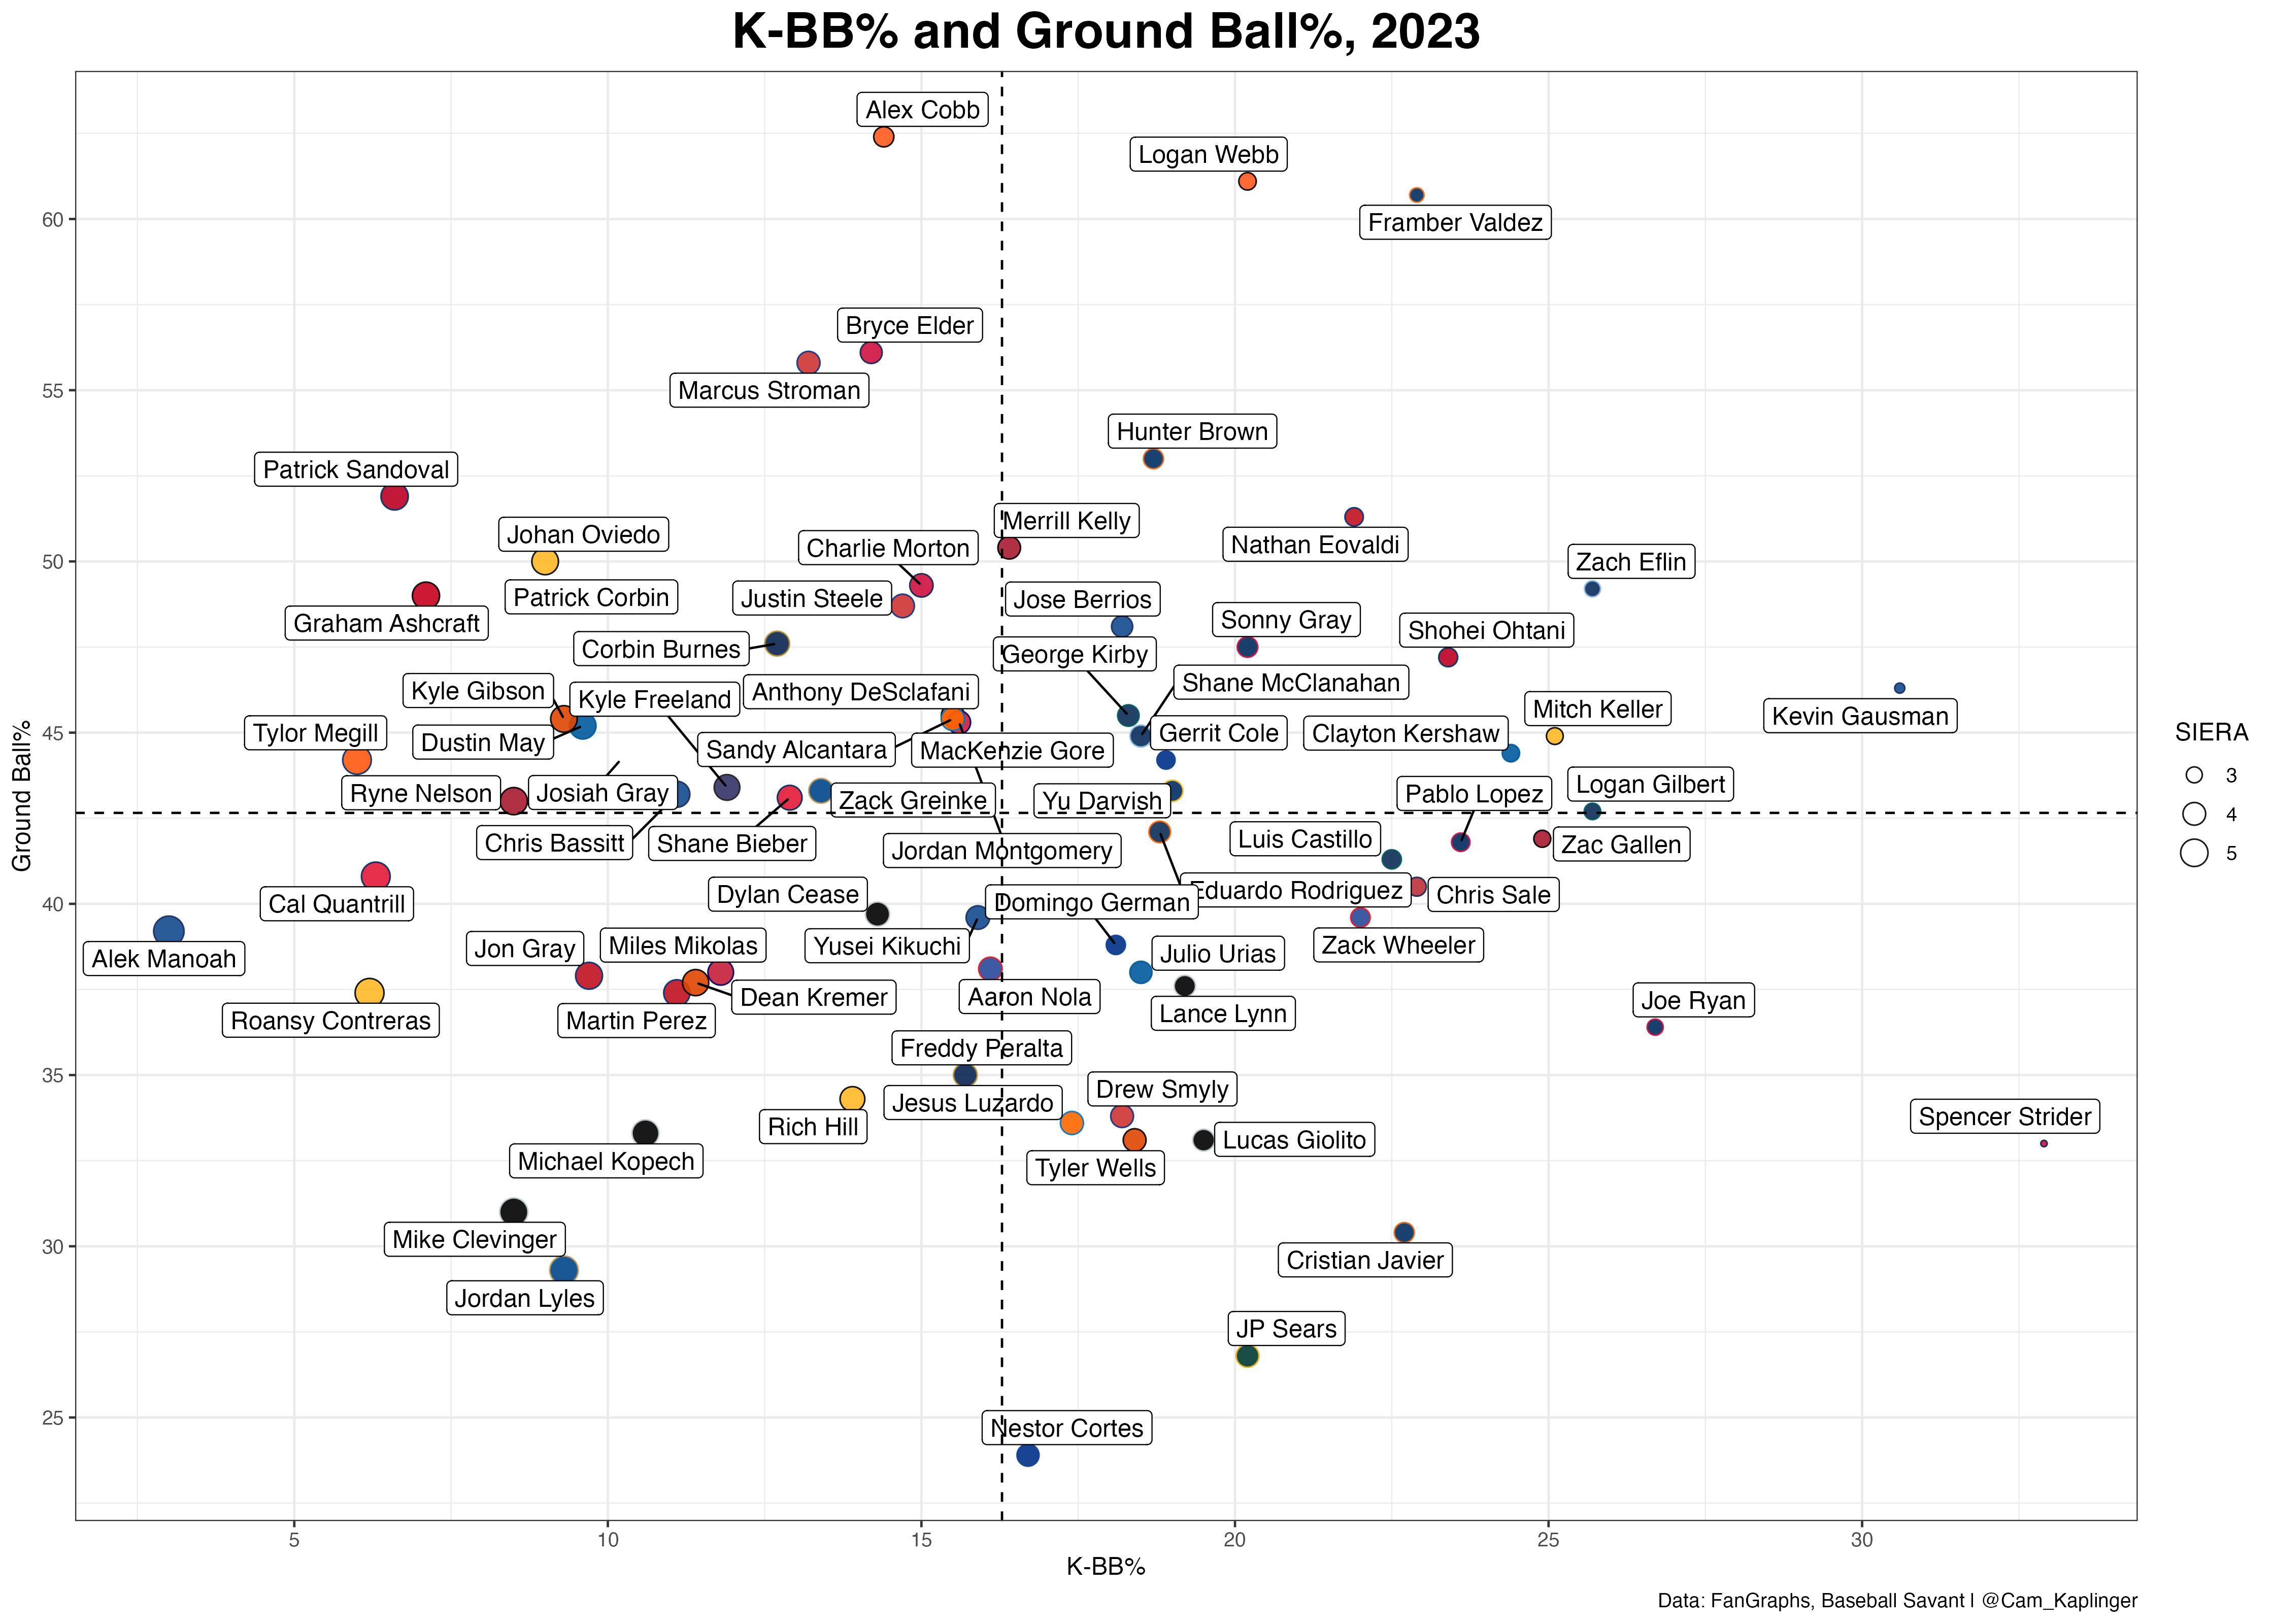 K-BB% and Ground Ball%, 2023
Alex Cobb
Logan Webb
Framber Valdez
60
Bryce Elder
Marcus Stroman
55
Hunter Brown
Patrick Sandoval
Merrill Kelly
Johan Oviedo
Charlie Morton
Nathan Eovaldi
Zach Eflin
50
Patrick Corbin
Justin Steele
Jose Berrios
Graham Ashcraft
Sonny Gray
Shohei Ohtani
Corbin Burnes
George Kirby
Shane McClanahan
Kyle Gibson
Kyle Freeland
Anthony DeSclafani
Mitch Keller
Kevin Gausman
Tylor Megill
Dustin May
Sandy Alcantara
MacKenzie Gore
Gerrit Cole
Clayton Kershaw
45
Ryne Nelson
Josiah Gray
Zack Greinke
Yu Darvish
Pablo Lopez
Logan Gilbert
Chris Bassitt
Shane Bieber
Jordan Montgomery
Luis Castillo
Zac Gallen
Cal Quantrill
Dylan Cease
Domingo German
Eduardo Rodriguez
Chris Sale
40
Alek Manoah
Jon Gray
Miles Mikolas
Yusei Kikuchi
Julio Urias
Zack Wheeler
Roansy Contreras
Martin Perez
Dean Kremer
Aaron Nola
Lance Lynn
Joe Ryan
Freddy Peralta
35
Rich Hill
Jesus Luzardo
Drew Smyly
Spencer Strider
Michael Kopech
Tyler Wells
Lucas Giolito
Mike Clevinger
Cristian Javier
30
Jordan Lyles
JP Sears
Nestor Cortes
25
Ground Ball%
5 10 15 20 25 30
K-BB%
SIERA
3
4
5
Data: FanGraphs, Baseball Savant | @Cam_Kaplinger